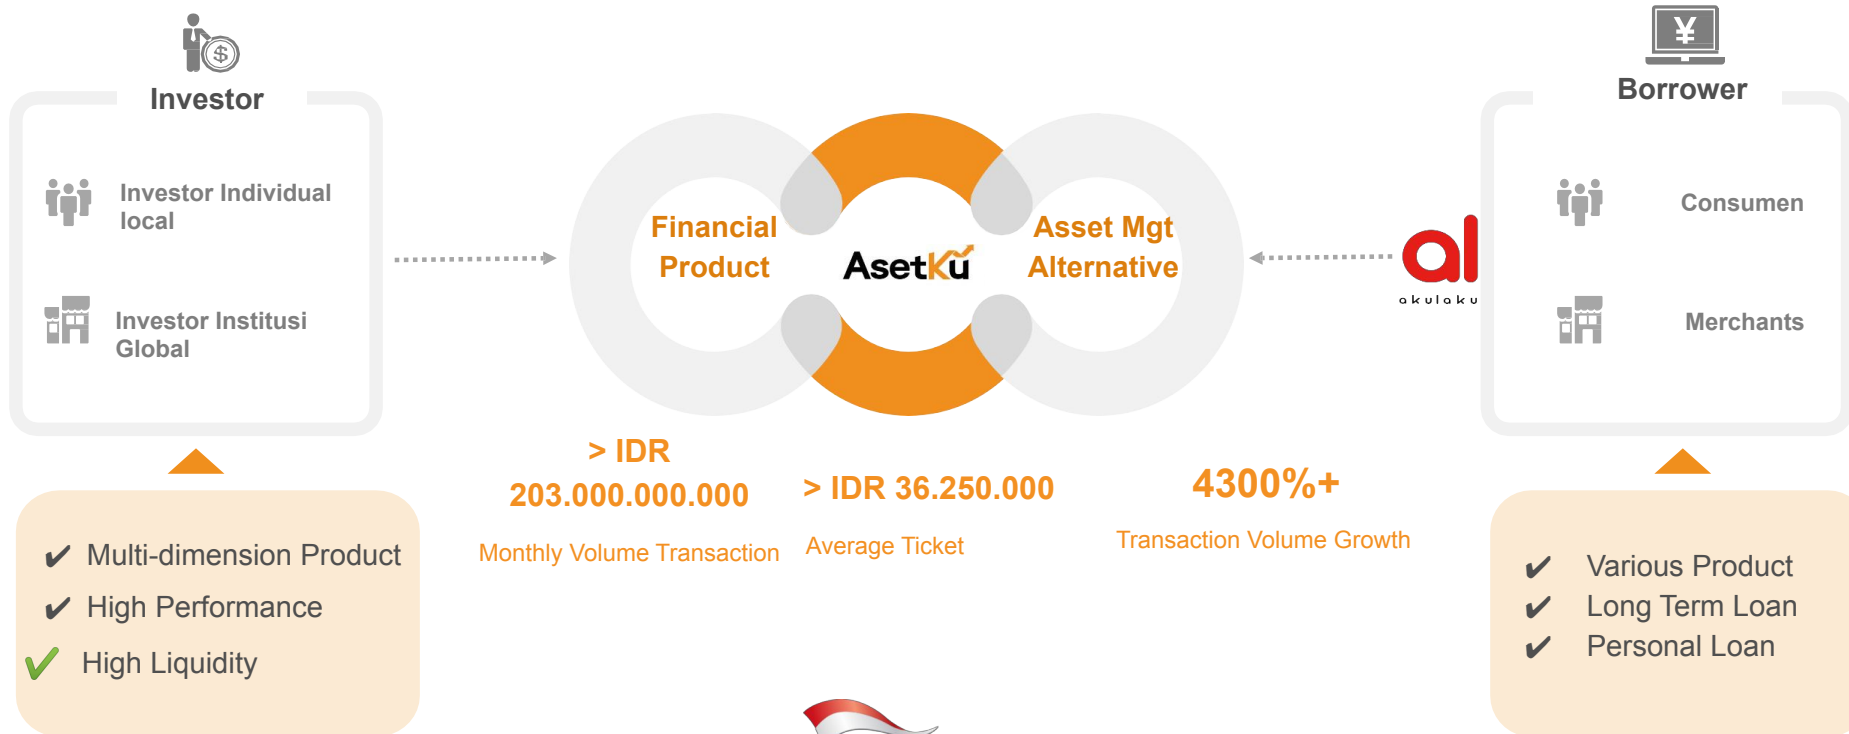 Investor
Investor Individual
local
Investor Institusi
Global
✔ Multi-dimension Product
✔ High Performance
✅ High Liquidity
Financial
Product
AsetKu
Asset Mgt
Alternative
> IDR
203.000.000.000
Monthly Volume Transaction
> IDR 36.250.000
Average Ticket
4300%+
Transaction Volume Growth
al
akulaku
¥
Borrower
Consumen
Merchants
✔ Various Product
✔ Long Term Loan
✔ Personal Loan